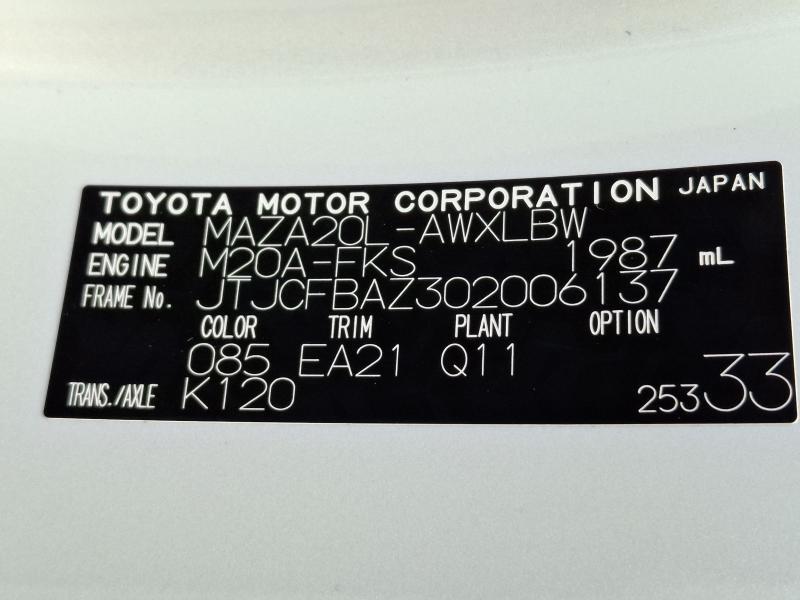 TOYOTA MOTOR CORPORATION JAPAN
MODEL MAZA20L-AWXLBW
ENGINE M20A-FKS 1987 mL
FRAME No. JTJCFBAZ302006137
COLOR TRIM PLANT OPTION
085 EA21 Q11
TRANS./AXLE K120 25333